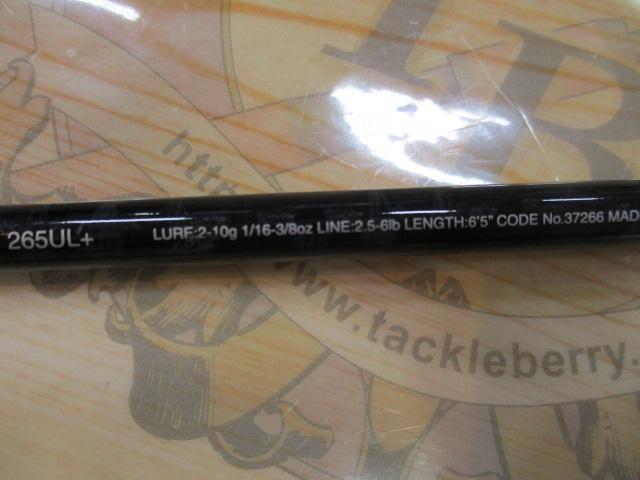 265UL+ LURE:2-10g 1/16-3/8oz LINE:2.5-6lb LENGTH:6'5" CODE No.37266 MAD
http
www.tackleberry.